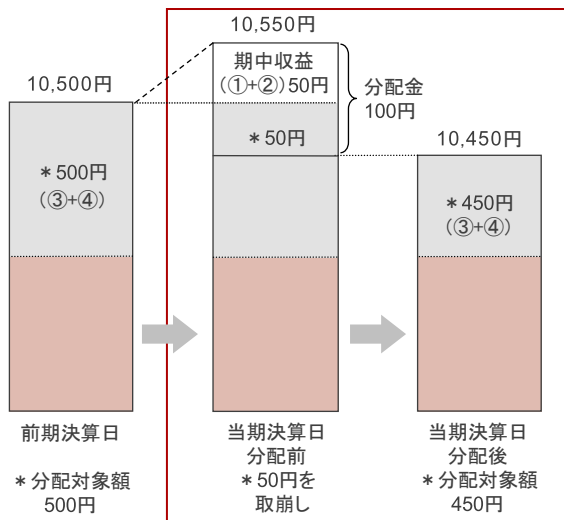 10,500円
＊500円
（③+④）
前期決算日
＊分配対象額
500円
10,550円
期中収益
（①+②）50円
＊50円
分配金
100円
当期決算日
分配前
＊50円を
取崩し
10,450円
＊450円
（③+④）
当期決算日
分配後
＊分配対象額
450円